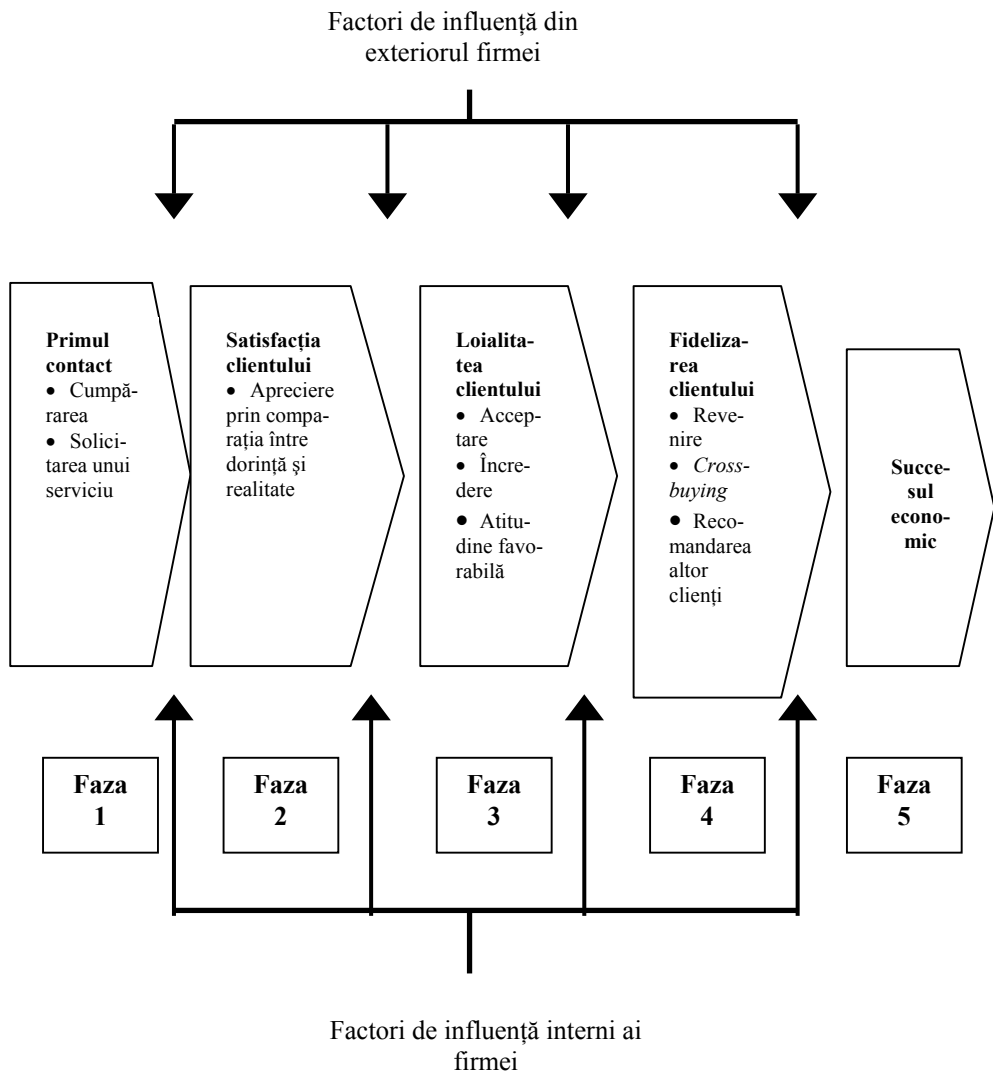 Factori de influență din
exteriorul firmei
Primul
contact
• Cumpă-
rarea
• Solici-
tarea unui
serviciu
Satisfacția
clientului
• Apreciere
prin compa-
rația între
dorință și
realitate
Loialita-
tea
clientului
• Accep-
tare
• Încre-
dere
• Atitu-
dine favo-
rabilă
Fideliza-
rea
clientului
• Reve-
nire
• Cross-
buying
• Reco-
mandarea
altor
clienți
Succe-
sul
econo-
mic
Faza
1
Faza
2
Faza
3
Faza
4
Faza
5
Factori de influență interni ai
firmei